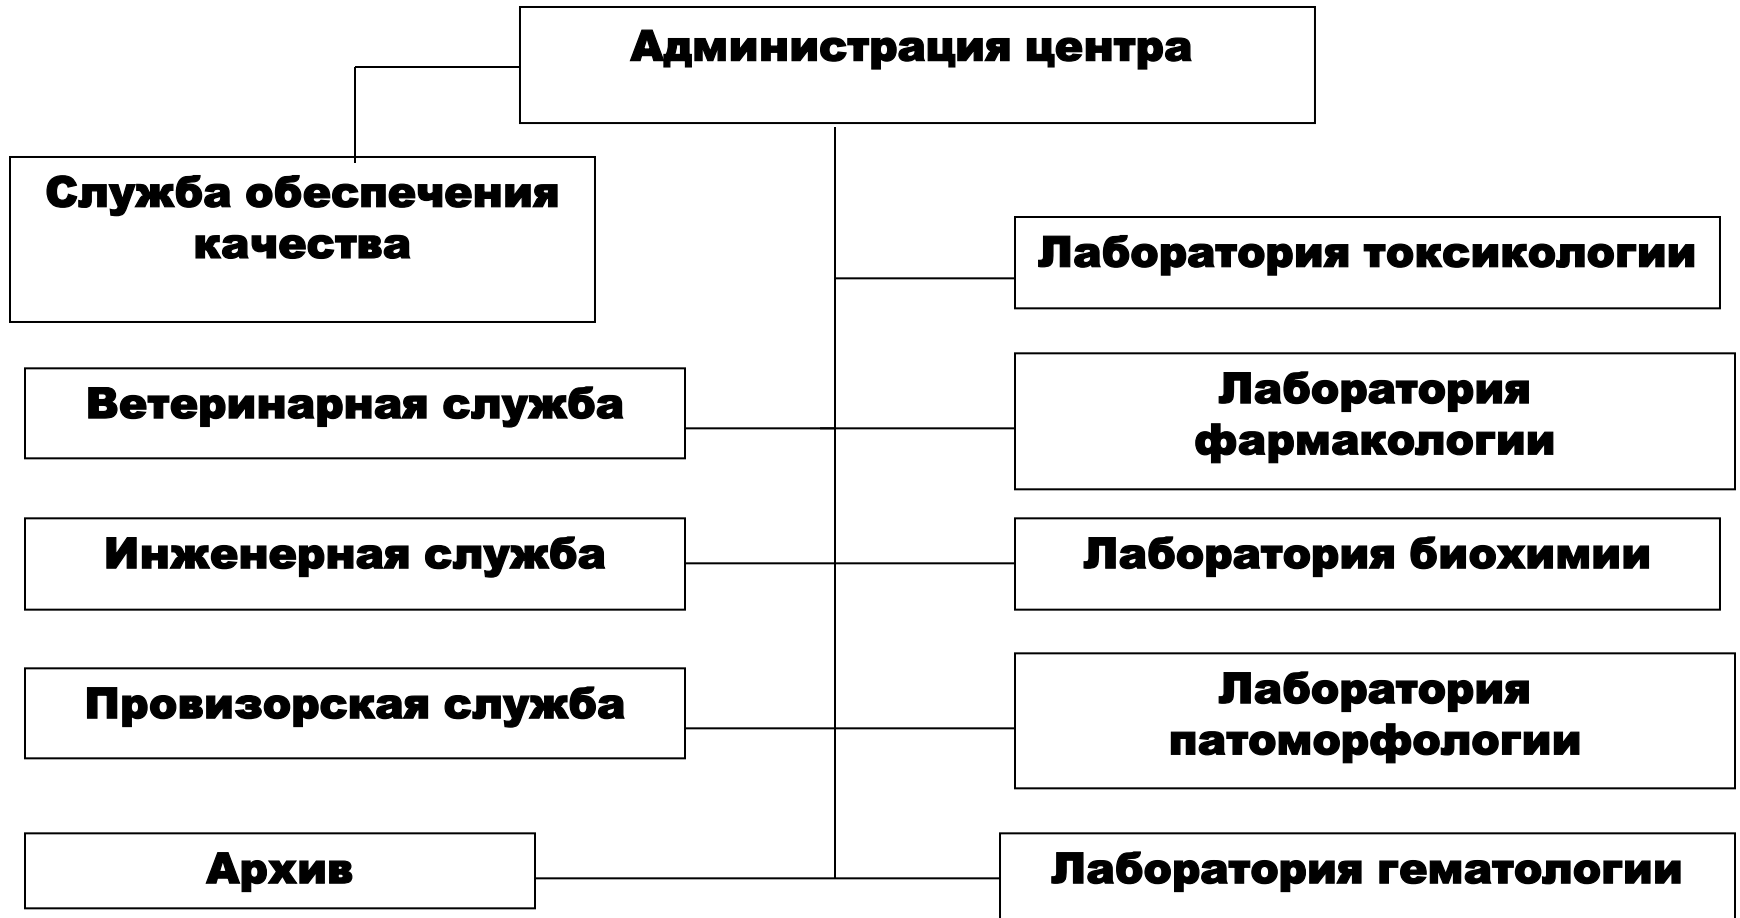 Администрация центра
Служба обеспечения
качества
Лаборатория токсикологии
Ветеринарная служба
Лаборатория
фармакологии
Инженерная служба
Лаборатория биохимии
Провизорская служба
Лаборатория
патоморфологии
Архив
Лаборатория гематологии